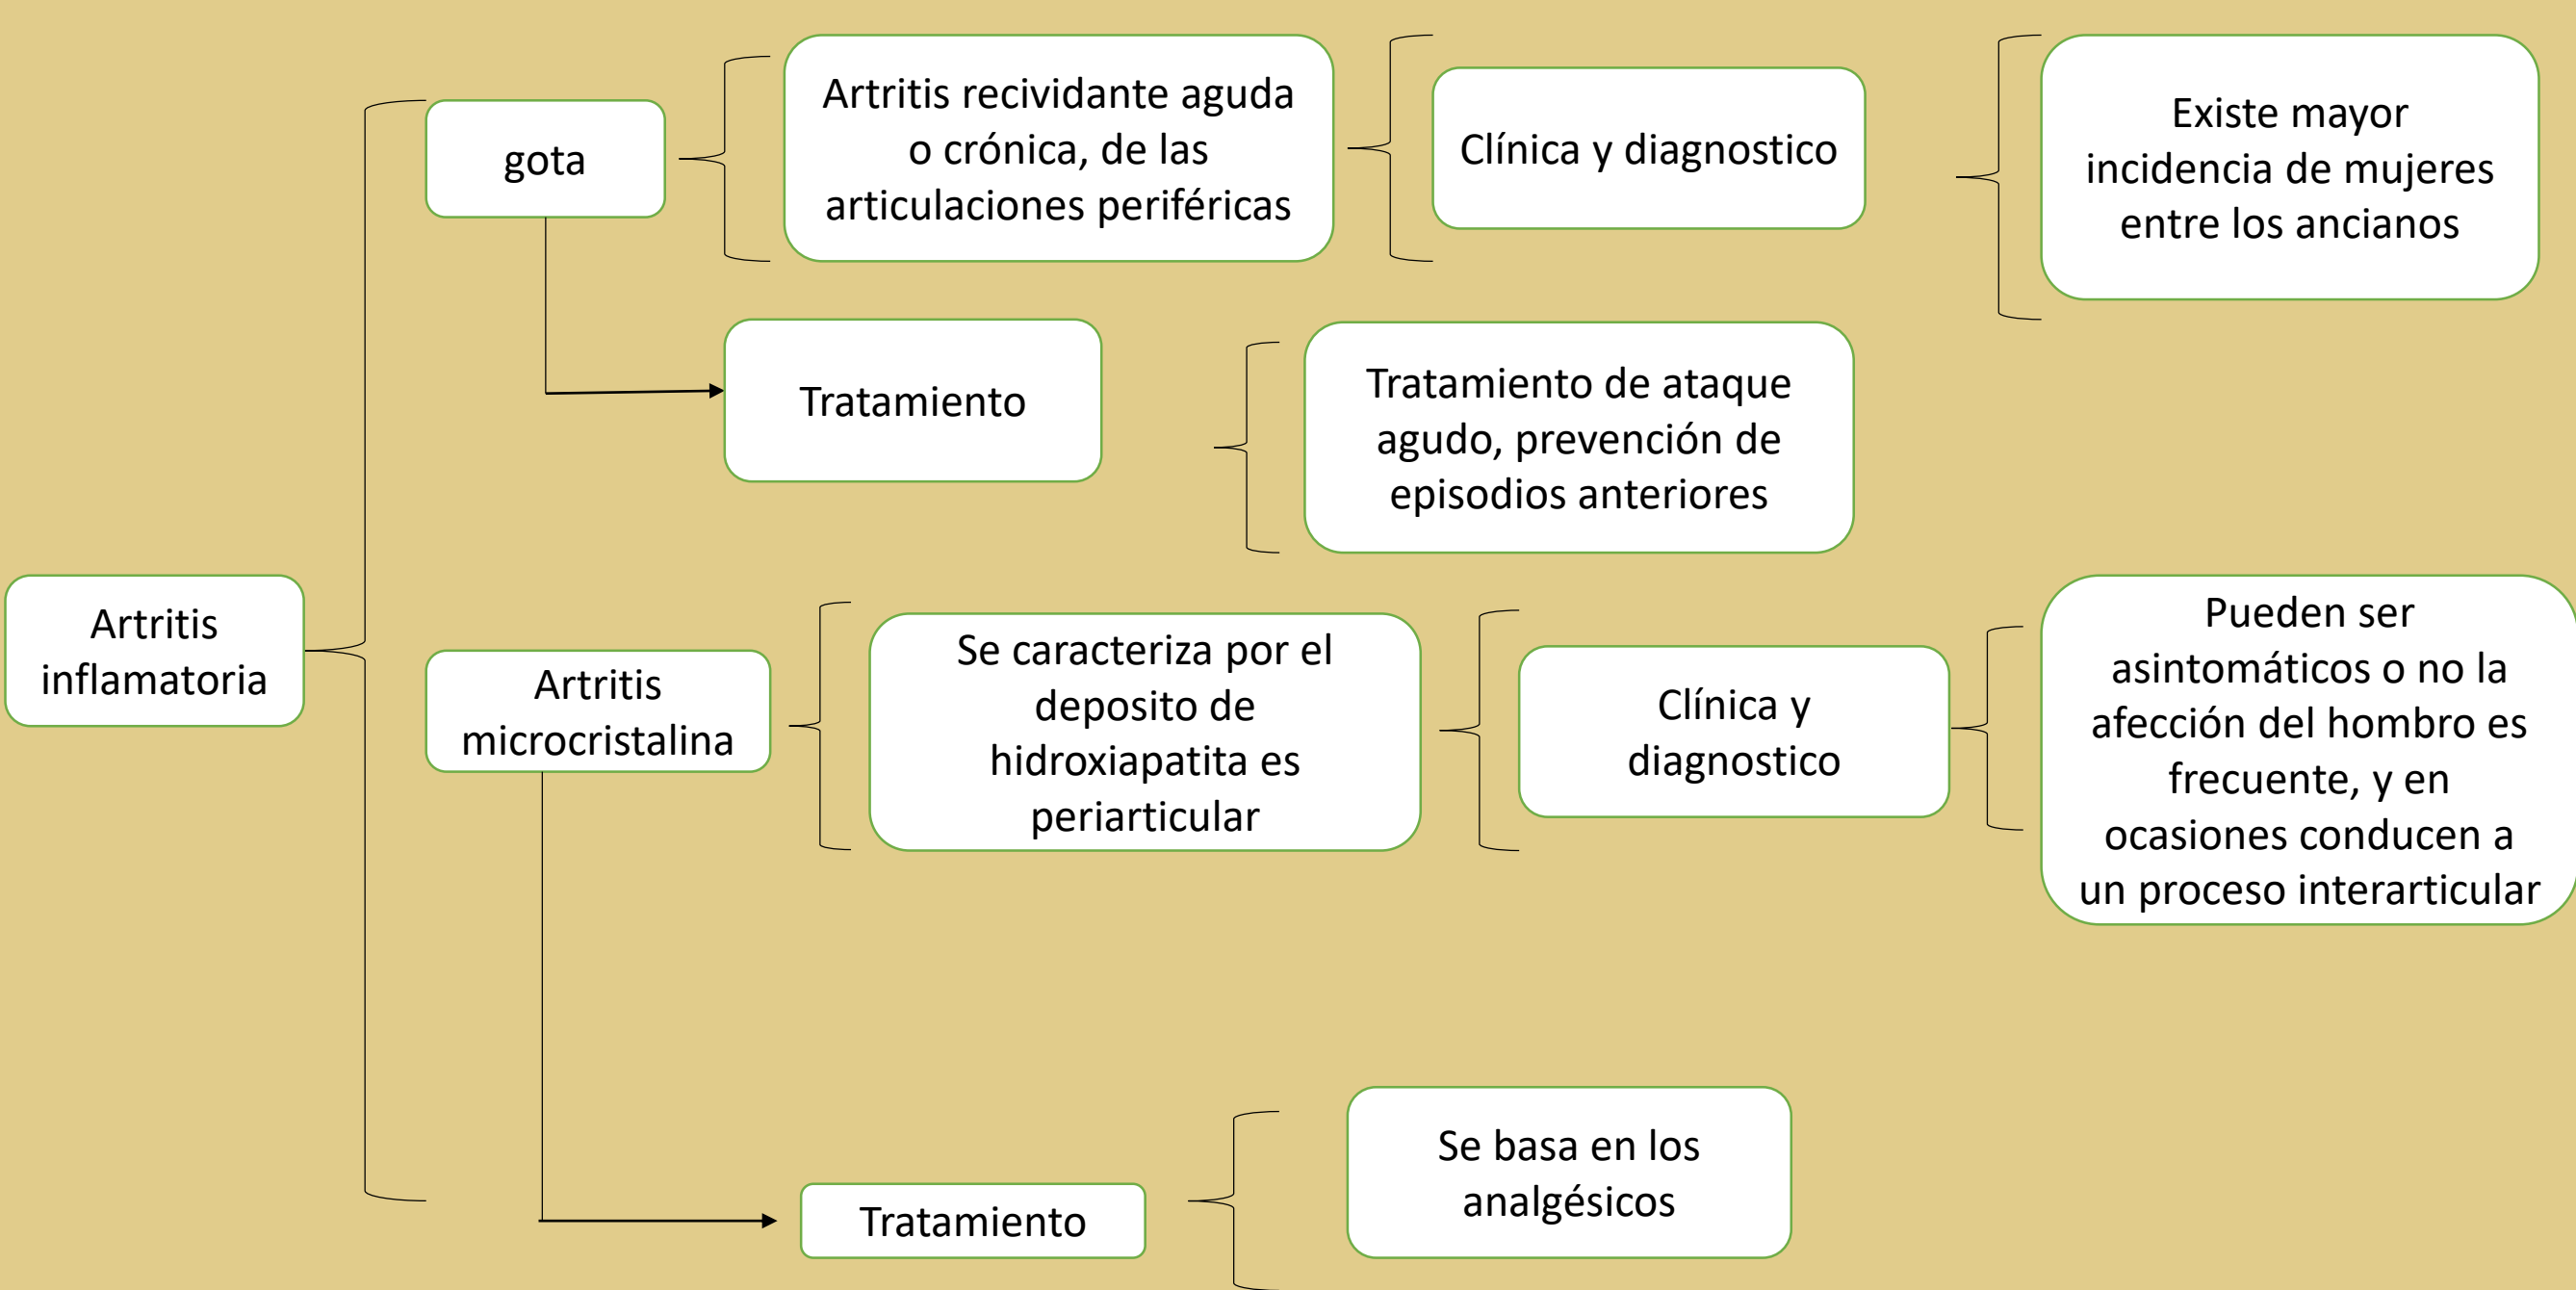 gota
Artritis recividante aguda
o crónica, de las
articulaciones periféricas
Clínica y diagnostico
Existe mayor
incidencia de mujeres
entre los ancianos
Tratamiento
Tratamiento de ataque
agudo, prevención de
episodios anteriores
Artritis
inflamatoria
Artritis
microcristalina
Se caracteriza por el
deposito de
hidroxiapatita es
periarticular
Clínica y
diagnostico
Pueden ser
asintomáticos o no la
afección del hombro es
frecuente, y en
ocasiones conducen a
un proceso interarticular
Tratamiento
Se basa en los
analgésicos